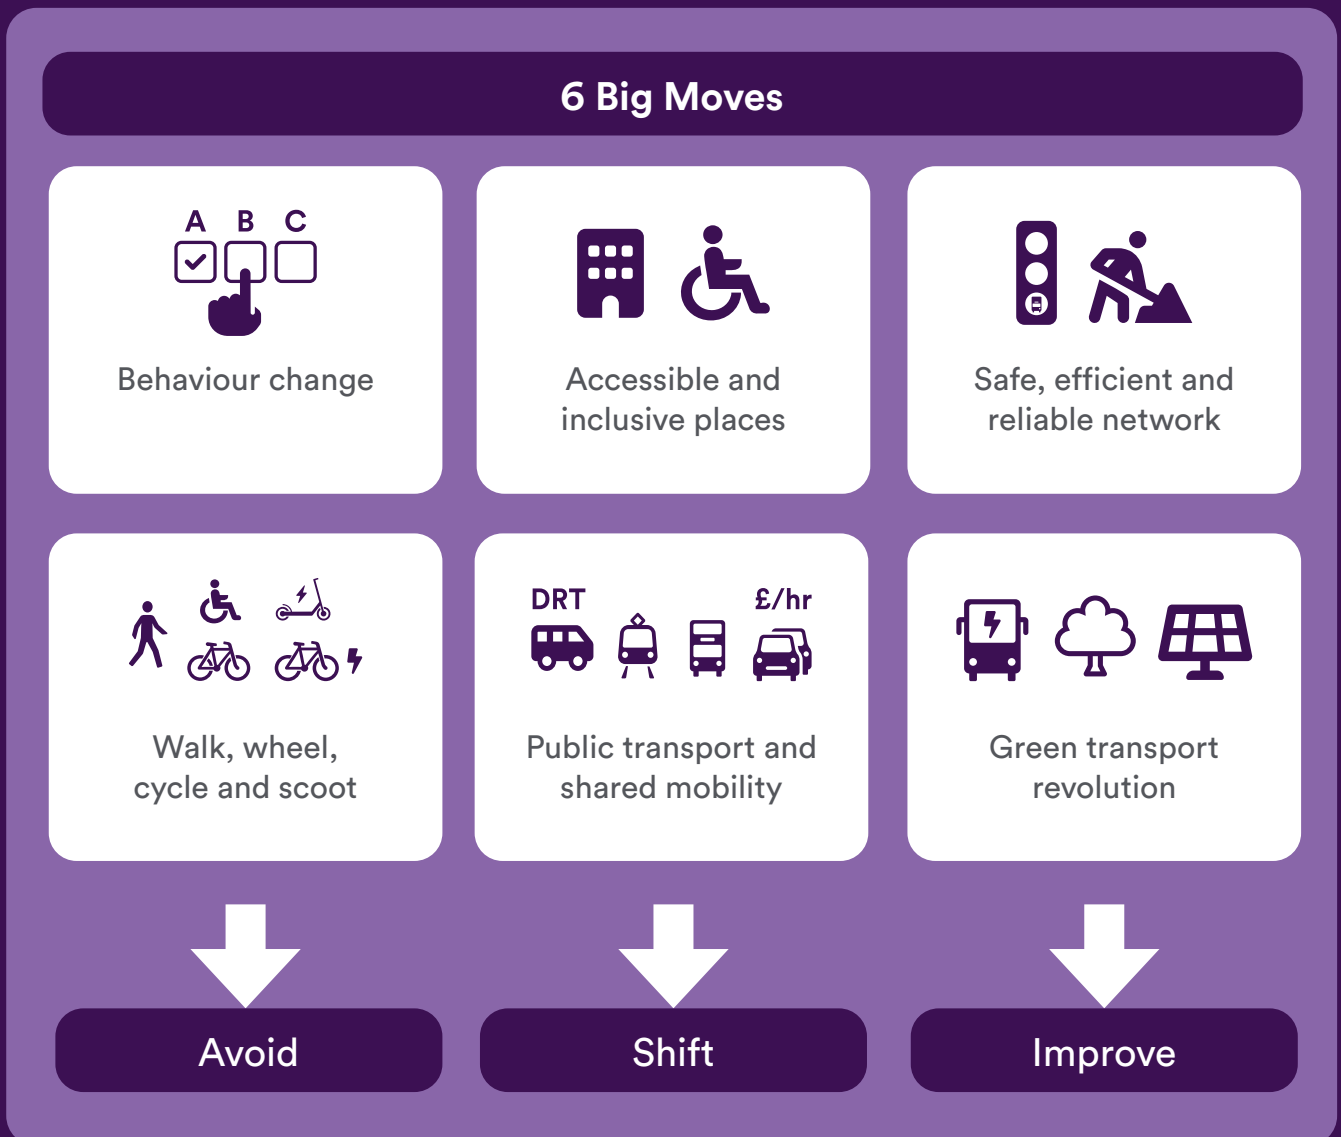 6 Big Moves
A B C
Behaviour change
Accessible and
inclusive places
Safe, efficient and
reliable network
Walk, wheel,
cycle and scoot
DRT £/hr
Public transport and
shared mobility
Green transport
revolution
Avoid
Shift
Improve